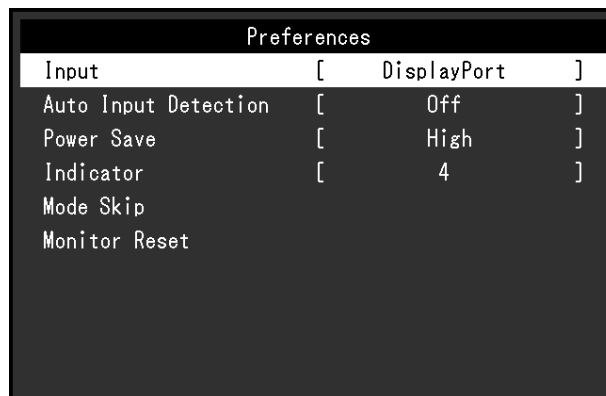 Preferences
Input [ DisplayPort ]
Auto Input Detection [ Off ]
Power Save [ High ]
Indicator [ 4 ]
Mode Skip
Monitor Reset